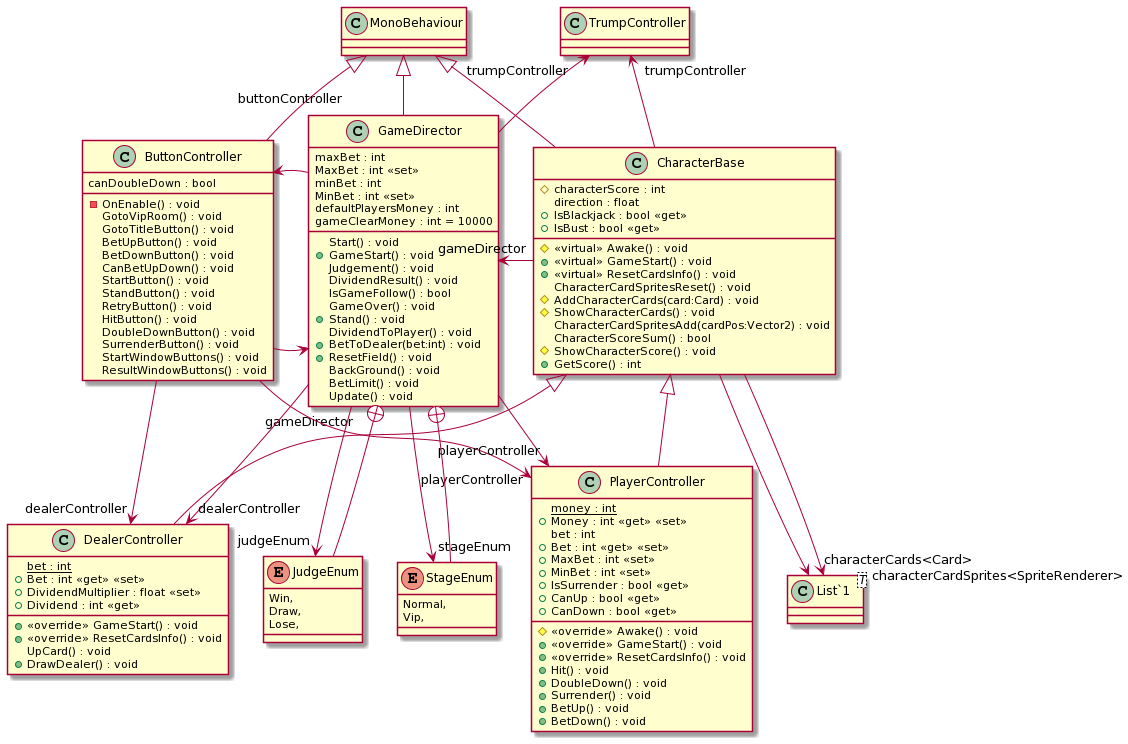 C MonoBehaviour
C TrumpController
trumpController
trumpController
buttonController
C ButtonController
canDoubleDown : bool
OnEnable() : void
GotoVipRoom() : void
GotoTitleButton() : void
BetUpButton() : void
BetDownButton() : void
CanBetUpDown() : void
StartButton() : void
StandButton() : void
RetryButton() : void
HitButton() : void
DoubleDownButton() : void
SurrenderButton() : void
StartWindowButtons() : void
ResultWindowButtons() : void
C GameDirector
maxBet : int
MaxBet : int «set»
minBet : int
MinBet : int «set»
defaultPlayersMoney : int
gameClearMoney : int = 10000
Start() : void
GameStart() : void
Judgement() : void
DividendResult() : void
IsGameFollow() : bool
GameOver() : void
Stand() : void
DividendToPlayer() : void
BetToDealer(bet:int) : void
ResetField() : void
BackGround() : void
BetLimit() : void
Update() : void
gameDirector
C CharacterBase
characterScore : int
direction : float
IsBlackjack : bool «get»
IsBust : bool «get»
«virtual» Awake() : void
«virtual» GameStart() : void
«virtual» ResetCardsInfo() : void
CharacterCardSpritesReset() : void
AddCharacterCards(card:Card) : void
ShowCharacterCards() : void
CharacterCardSpritesAdd(cardPos:Vector2) : void
CharacterScoreSum() : bool
ShowCharacterScore() : void
GetScore() : int
gameDirector
playerController
playerController
dealerController
dealerController
judgeEnum
stageEnum
C DealerController
bet : int
Bet : int «get» «set»
DividendMultiplier : float «set»
Dividend : int «get»
«override» GameStart() : void
«override» ResetCardsInfo() : void
UpCard() : void
DrawDealer() : void
E JudgeEnum
Win,
Draw,
Lose,
E StageEnum
Normal,
Vip,
C PlayerController
money : int
Money : int «get» «set»
bet : int
Bet : int «get» «set»
MaxBet : int «set»
MinBet : int «set»
IsSurrender : bool «get»
CanUp : bool «get»
CanDown : bool «get»
«override» Awake() : void
«override» GameStart() : void
«override» ResetCardsInfo() : void
Hit() : void
DoubleDown() : void
Surrender() : void
BetUp() : void
BetDown() : void
characterCards<Card>
characterCardSprites<SpriteRenderer>
C List`1
T